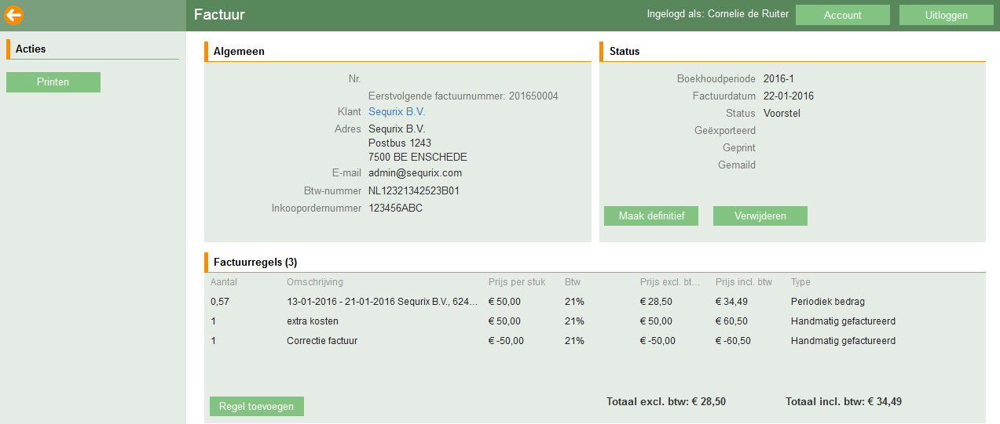 Factuur
Ingelogd als: Cornelie de Ruiter
Account
Uitloggen
Acties
Printen
Algemeen
Nr.
Eerstvolgende factuurnummer: 201650004
Klant Sequrix B.V.
Adres Sequrix B.V.
Postbus 1243
7500 BE ENSCHEDE
E-mail admin@sequrix.com
Btw-nummer NL12321342523B01
Inkoopordernummer 123456ABC
Status
Boekhoudperiode 2016-1
Factuurdatum 22-01-2016
Status Voorstel
Geëxporteerd
Geprint
Gemaild
Maak definitief Verwijderen
Factuurregels (3)
Aantal Omschrijving Prijs per stuk Btw Prijs excl. bt... Prijs incl. btw Type
0,57 13-01-2016 - 21-01-2016 Sequrix B.V., 624... € 50,00 21% € 28,50 € 34,49 Periodiek bedrag
1 extra kosten € 50,00 21% € 50,00 € 60,50 Handmatig gefactureerd
1 Correctie factuur € -50,00 21% € -50,00 € -60,50 Handmatig gefactureerd
Regel toevoegen Totaal excl. btw: € 28,50 Totaal incl. btw: € 34,49